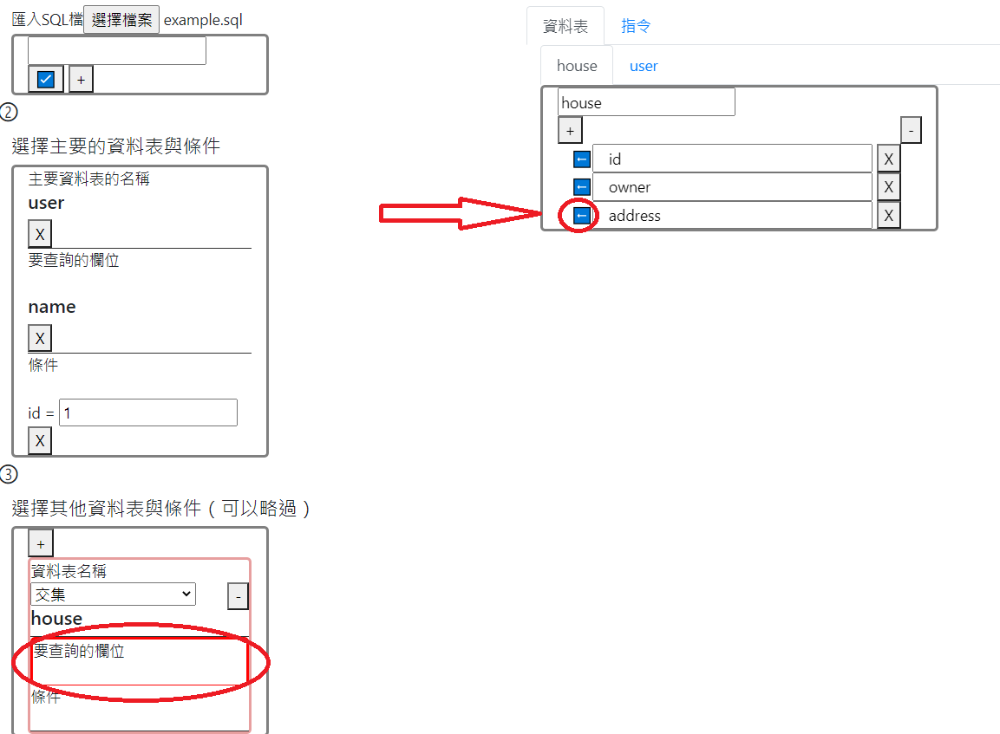 匯入SQL檔 選擇檔案 example.sql
☑ +
②
選擇主要的資料表與條件
主要資料表的名稱
user
X
要查詢的欄位
name
X
條件
id = 1
X
③
選擇其他資料表與條件（可以略過）
+
資料表名稱
交集 -
house
要查詢的欄位
條件
資料表 指令
house user
house
+ -
← id X
← owner X
← address X